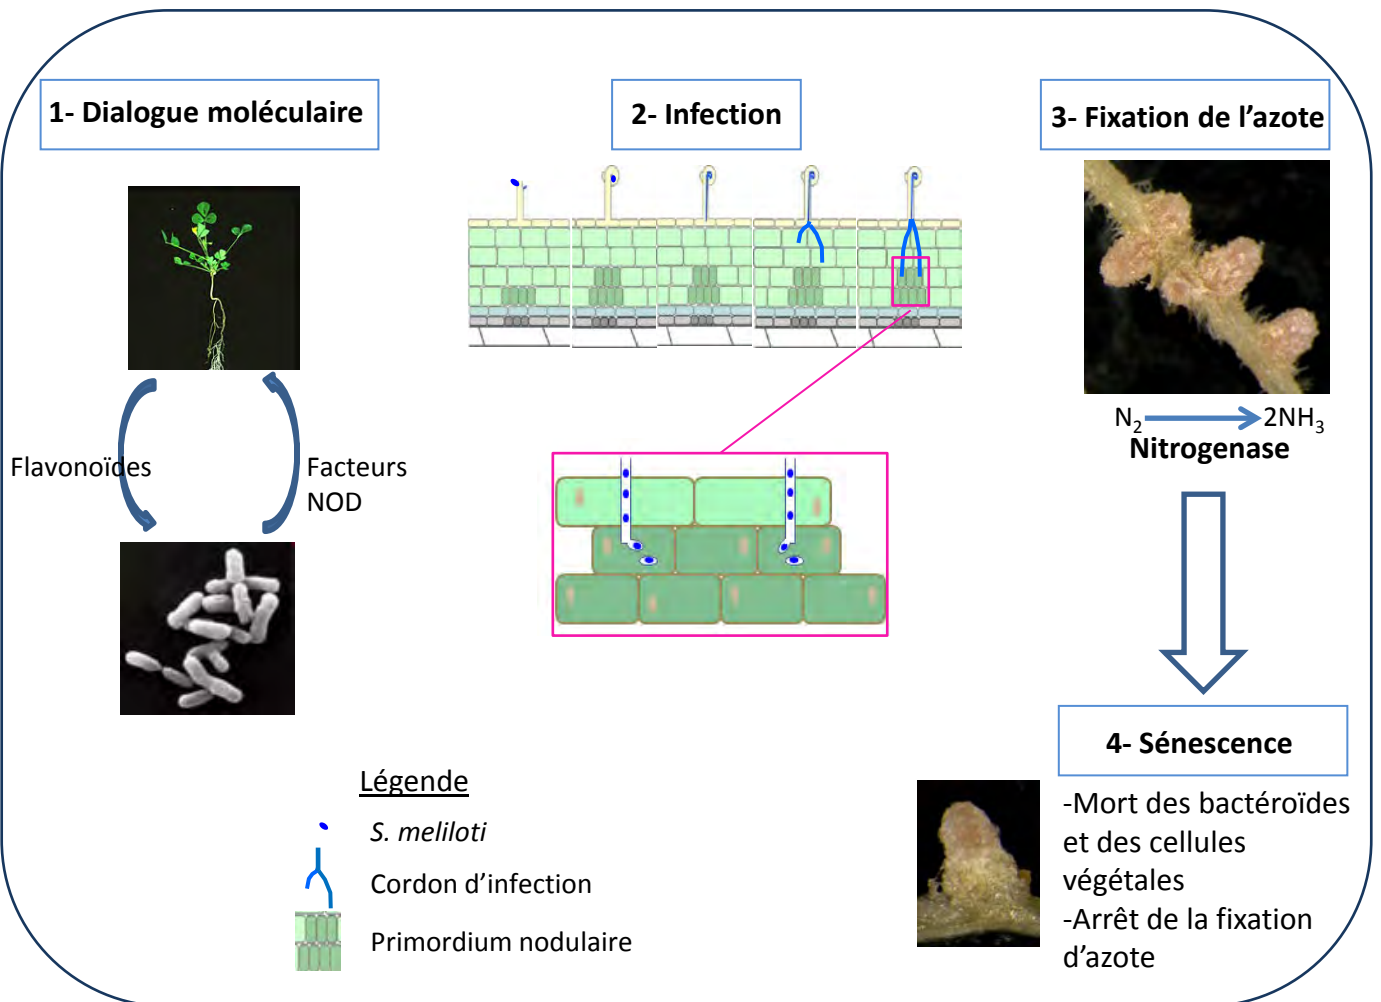 1- Dialogue moléculaire
2- Infection
3- Fixation de l’azote
Flavonoïdes
Facteurs
NOD
N₂ 2NH₃
Nitrogenase
4- Sénescence
-Mort des bactéroïdes
et des cellules
végétales
-Arrêt de la fixation
d’azote
Légende
S. meliloti
Cordon d’infection
Primordium nodulaire